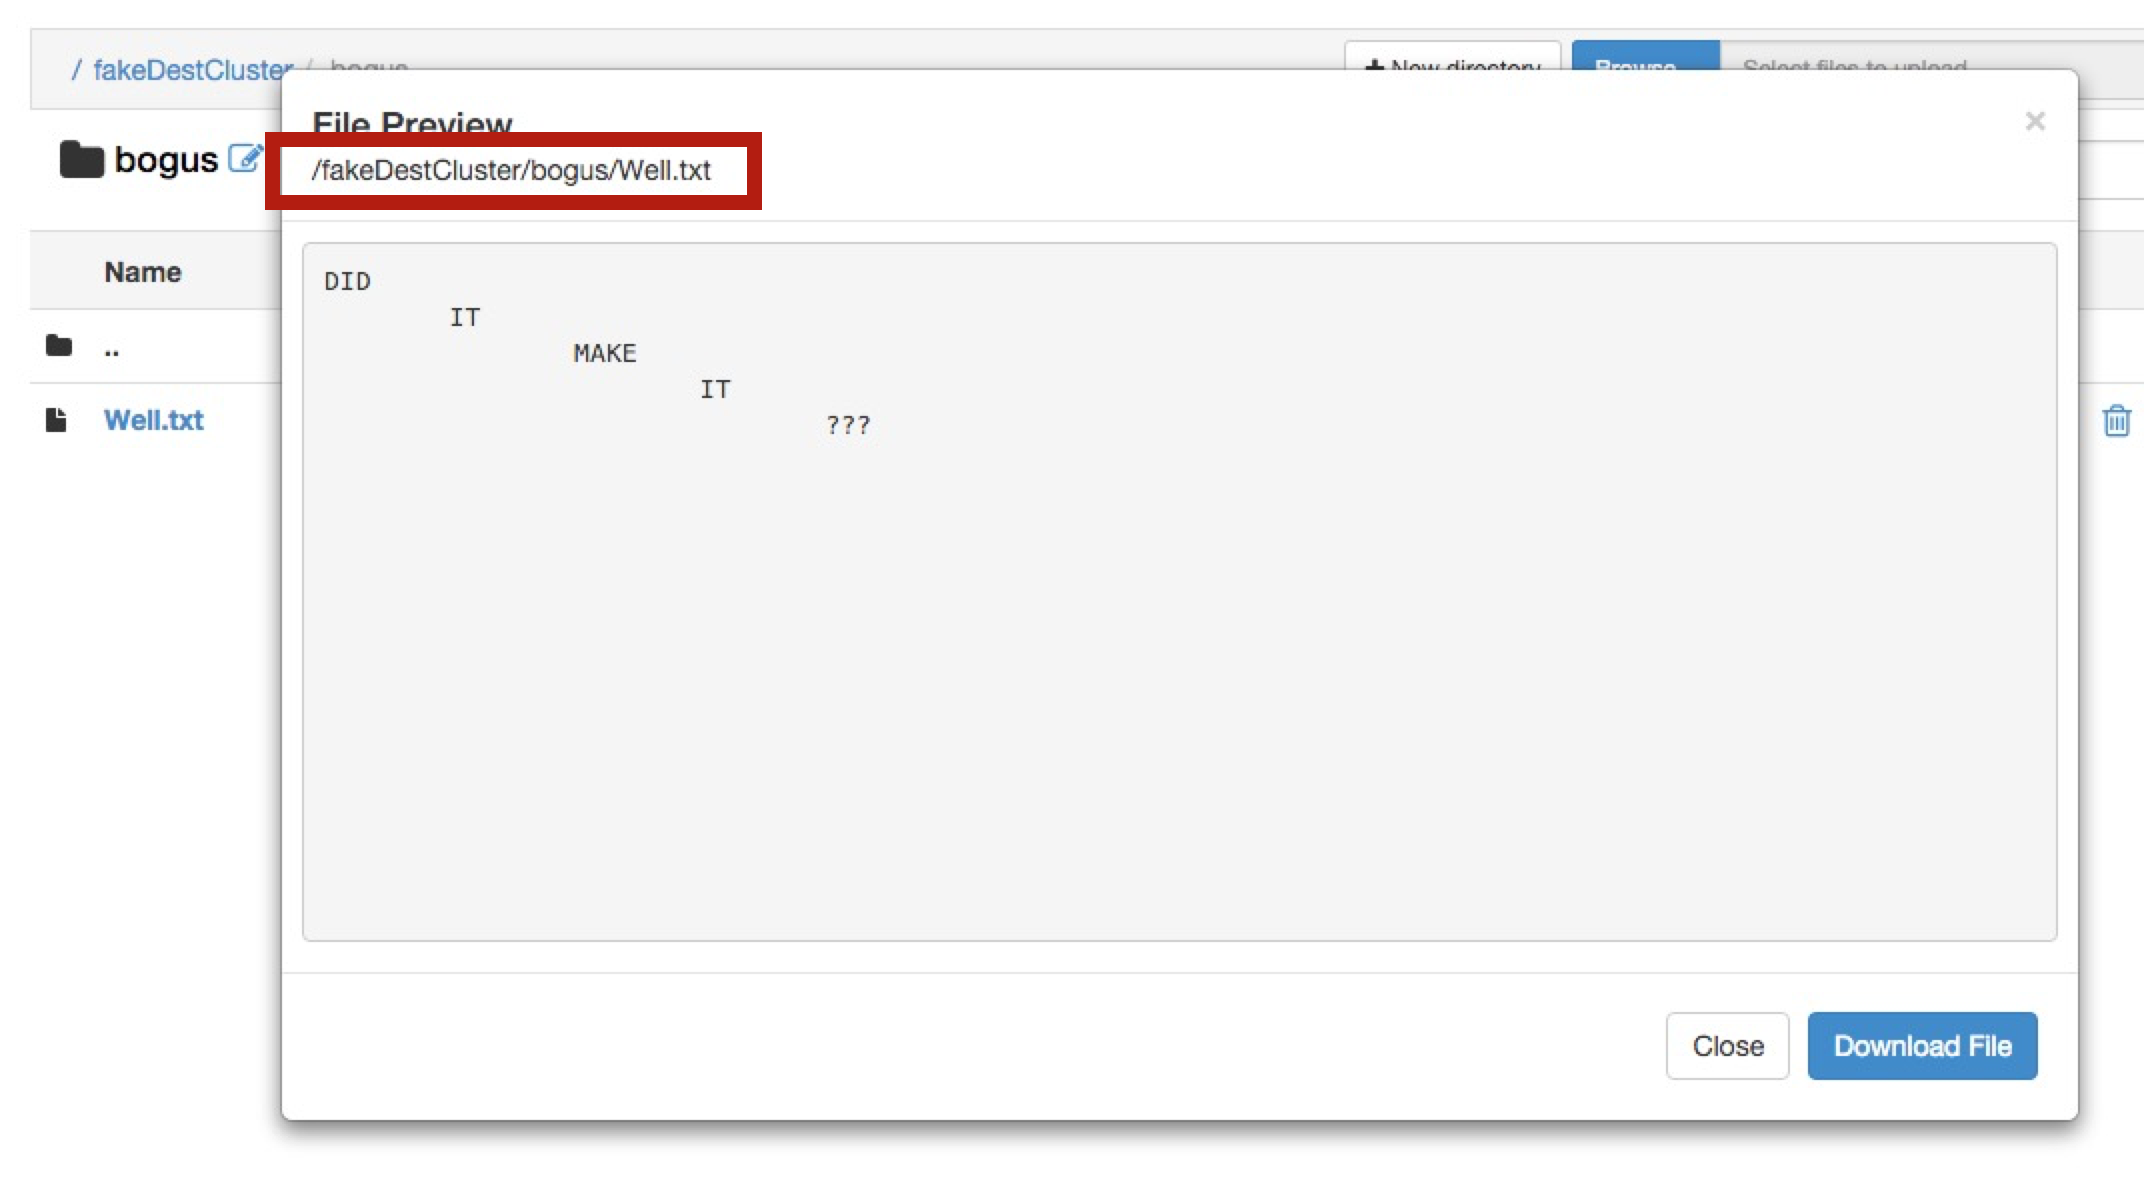 / fakeDestCluster / bogus
New directory
Browse
Select files to upload
File Preview
×
bogus
/fakeDestCluster/bogus/Well.txt
Name
..
Well.txt
DID
IT
MAKE
IT
???
Close
Download File